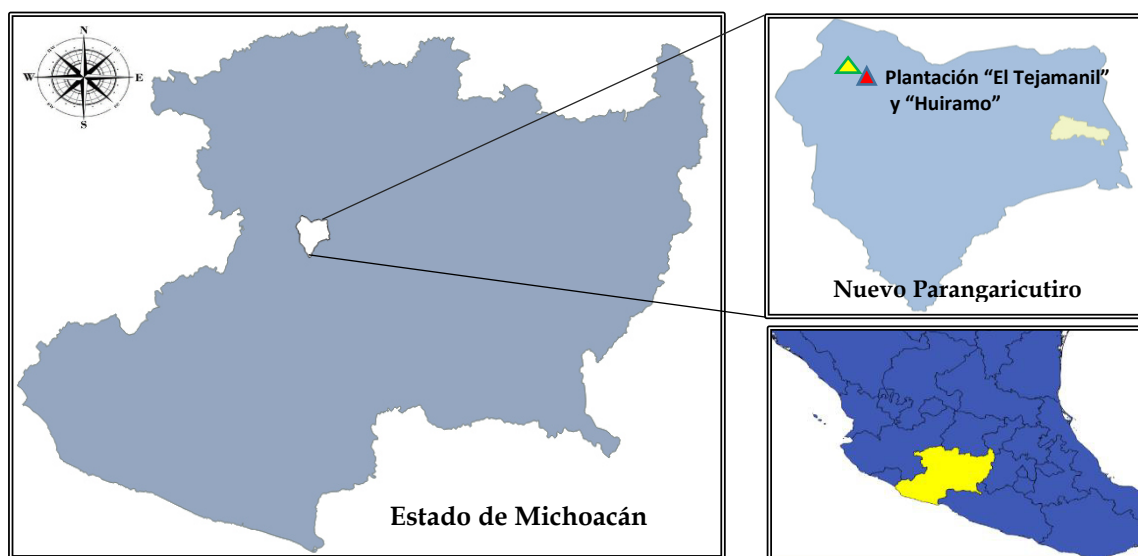 N
W
E
S
Plantación “El Tejamanil”
y “Huiramo”
Nuevo Parangaricutiro
Estado de Michoacán